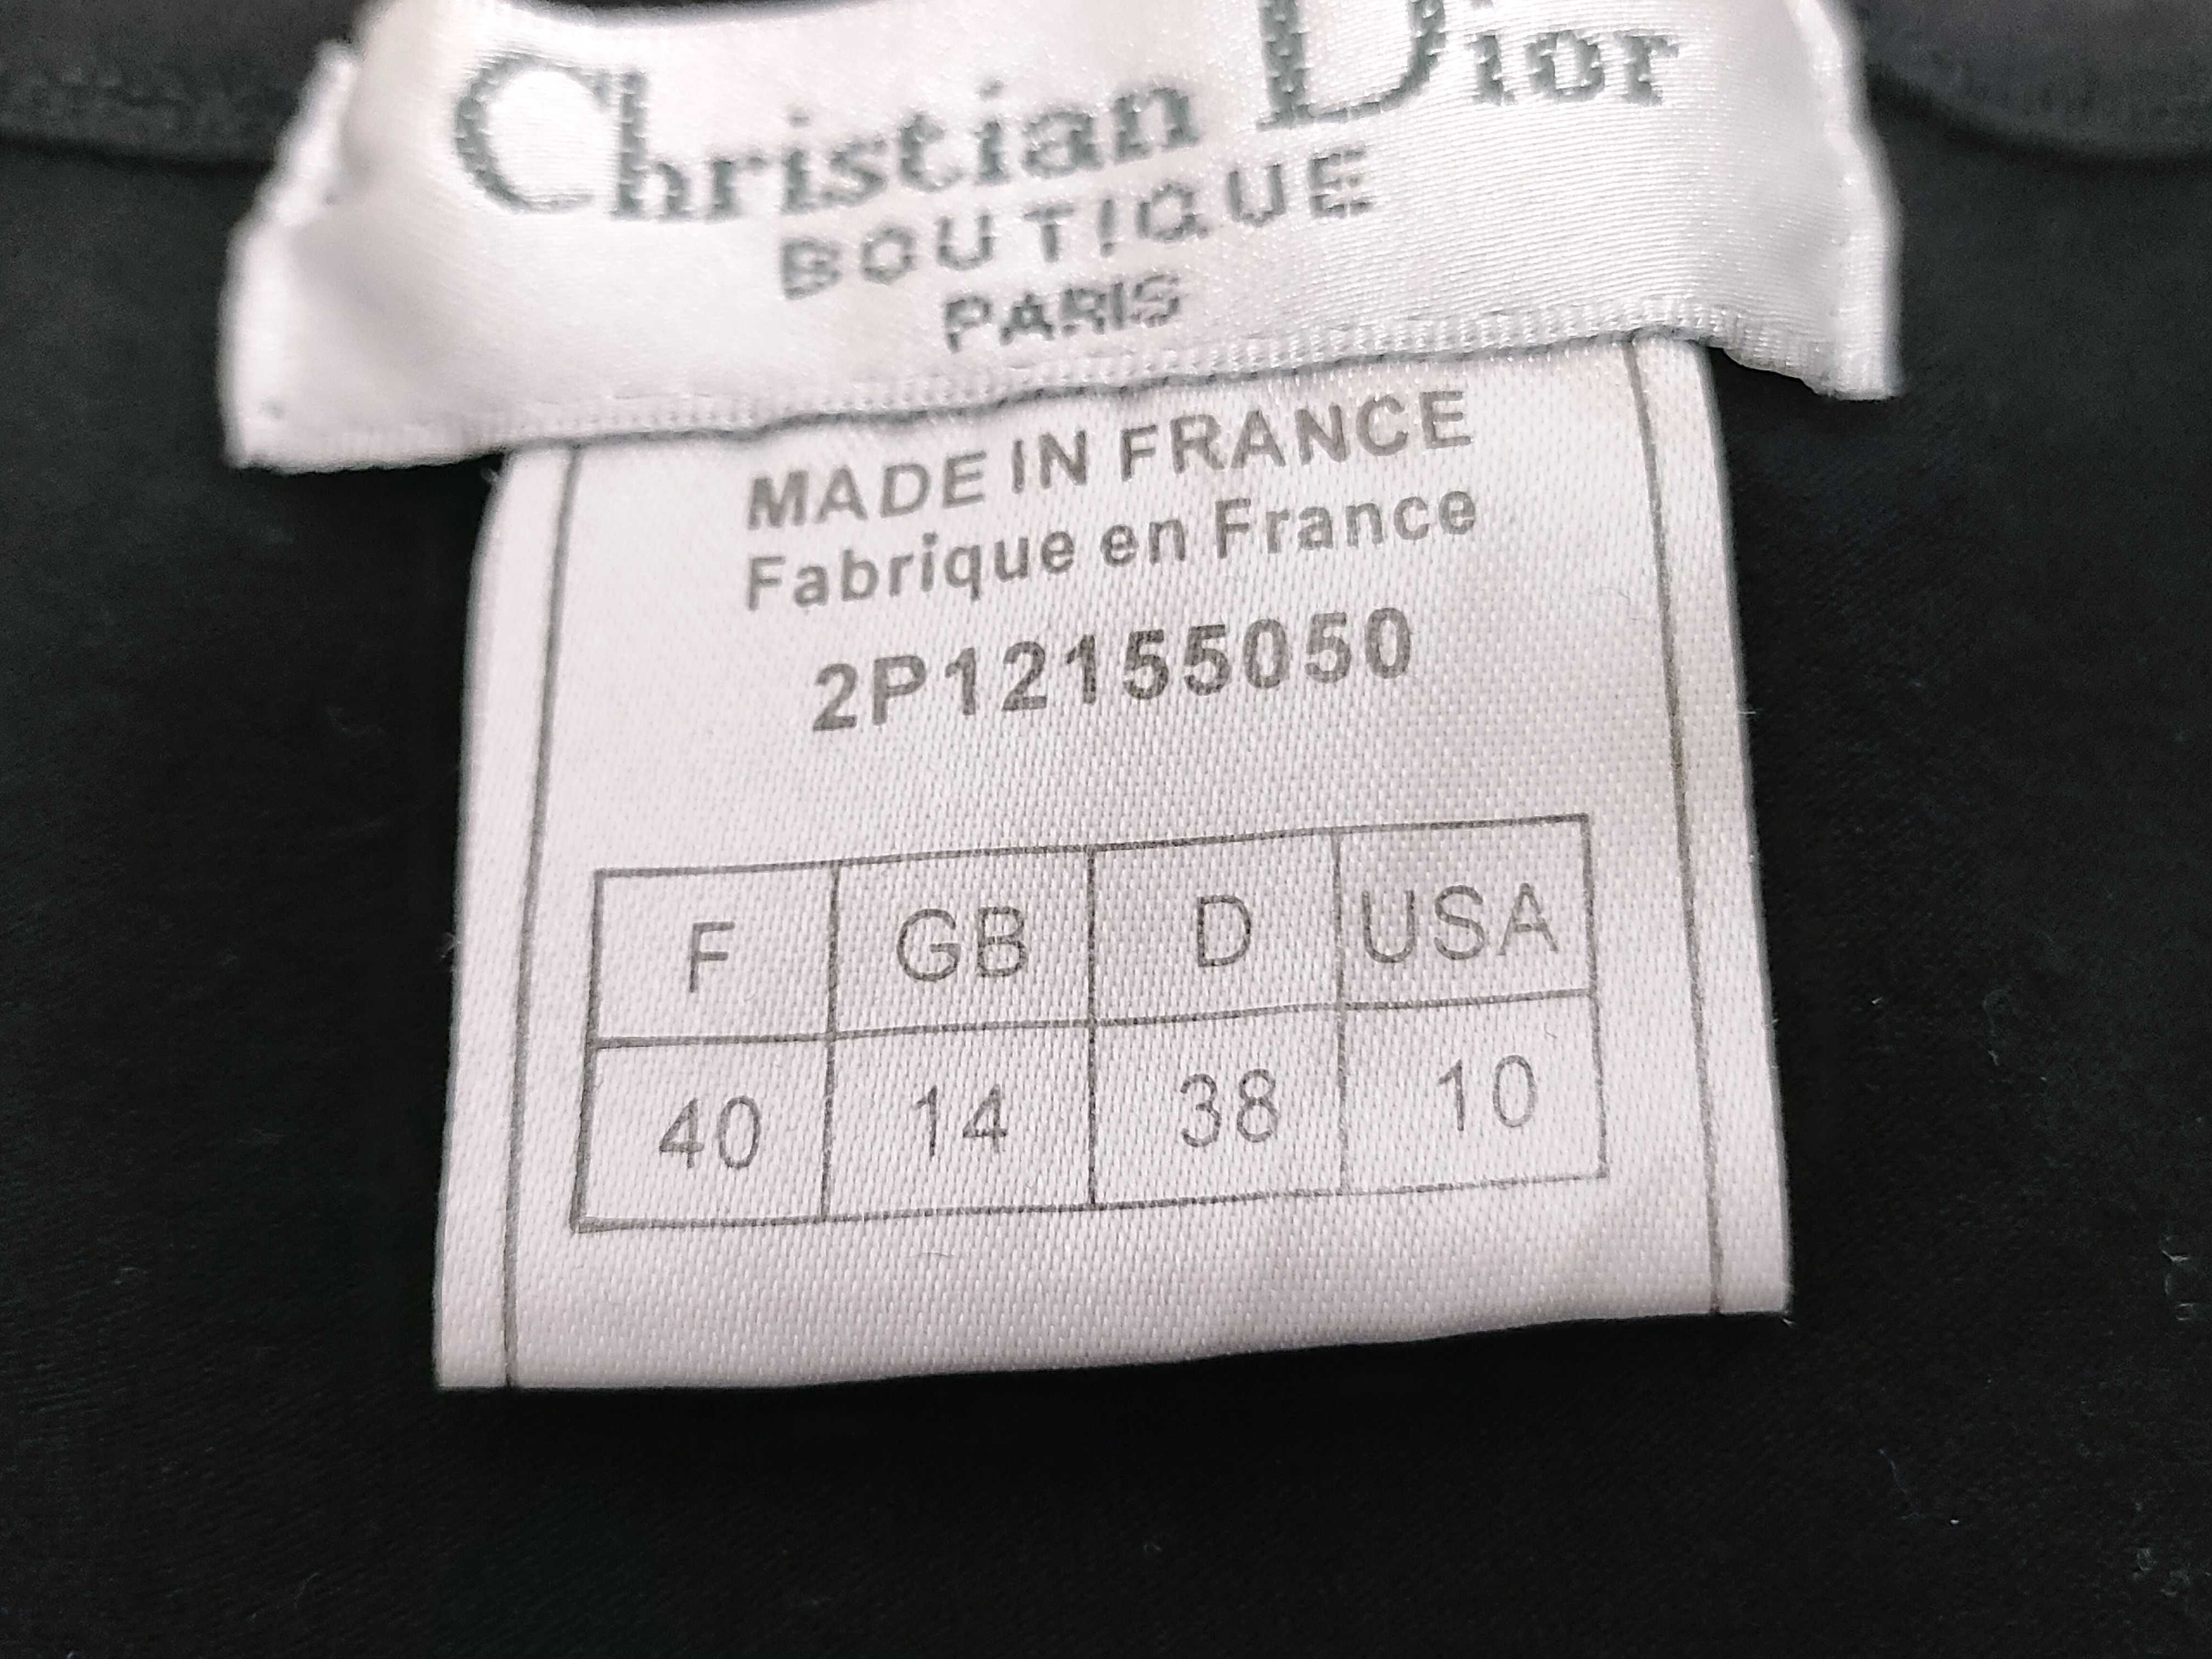 Christian Dior
BOUTIQUE
PARIS
MADE IN FRANCE
Fabrique en France
2P12155050
F GB D USA
40 14 38 10